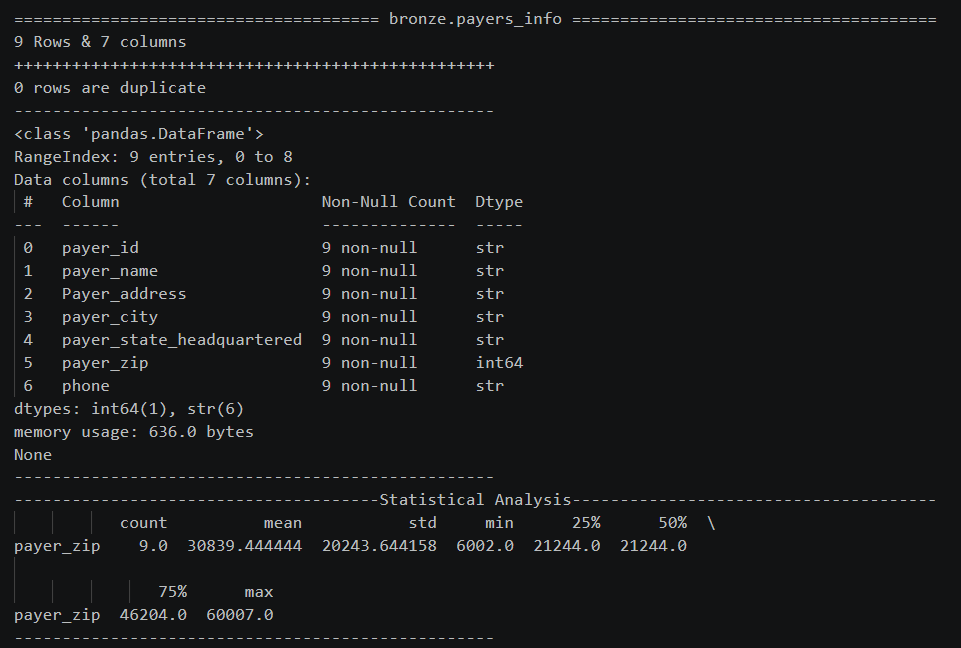 ====================================== bronze.payers_info ======================================
9 Rows & 7 columns
++++++++++++++++++++++++++++++++++++++++++++++++++
0 rows are duplicate
--------------------------------------------------
<class 'pandas.DataFrame'>
RangeIndex: 9 entries, 0 to 8
Data columns (total 7 columns):
 #   Column                     Non-Null Count  Dtype
---  ------                     --------------  -----
 0   payer_id                   9 non-null      str
 1   payer_name                 9 non-null      str
 2   Payer_address              9 non-null      str
 3   payer_city                 9 non-null      str
 4   payer_state_headquartered  9 non-null      str
 5   payer_zip                  9 non-null      int64
 6   phone                      9 non-null      str
dtypes: int64(1), str(6)
memory usage: 636.0 bytes
None
--------------------------------------------------
--------------------------------------Statistical Analysis--------------------------------------
           count          mean           std     min      25%      50%  \
payer_zip    9.0  30839.444444  20243.644158  6002.0  21244.0  21244.0
               75%      max
payer_zip  46204.0  60007.0
--------------------------------------------------